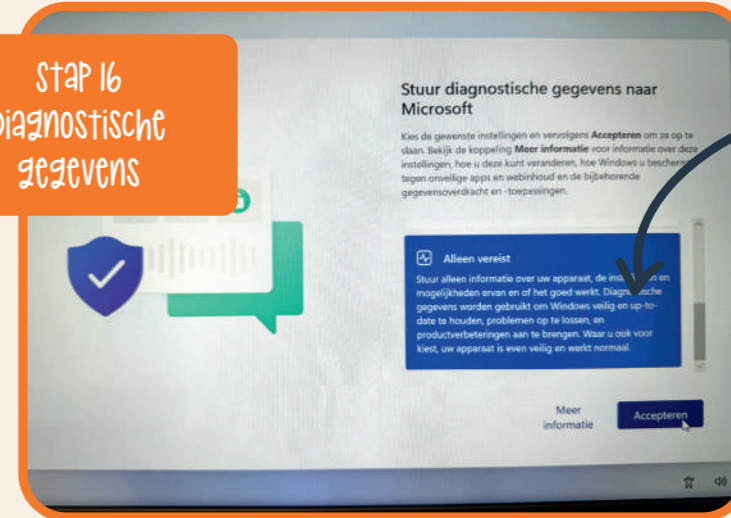 Stap 16
Diagnostische
gegevens
Stuur diagnostische gegevens naar
Microsoft
Kies de gewenste instellingen en vervolgens Accepteren om ze op te
slaan. Bekijk de koppeling Meer informatie voor informatie over deze
instellingen, hoe u deze kunt veranderen, hoe Windows u beschermt
tegen onveilige apps en webinhoud en de bijbehorende
gegevensoverdracht en -toepassingen.
Alleen vereist
Stuur alleen informatie over uw apparaat, de en
mogelijkheden ervan en of het goed werkt. Diagnostische
gegevens worden gebruikt om Windows veilig en up-to-
date te houden, problemen op te lossen, en
productverbeteringen aan te brengen. Waar u ook voor
kiest, uw apparaat is even veilig en werkt normaal.
Meer
informatie
Accepteren